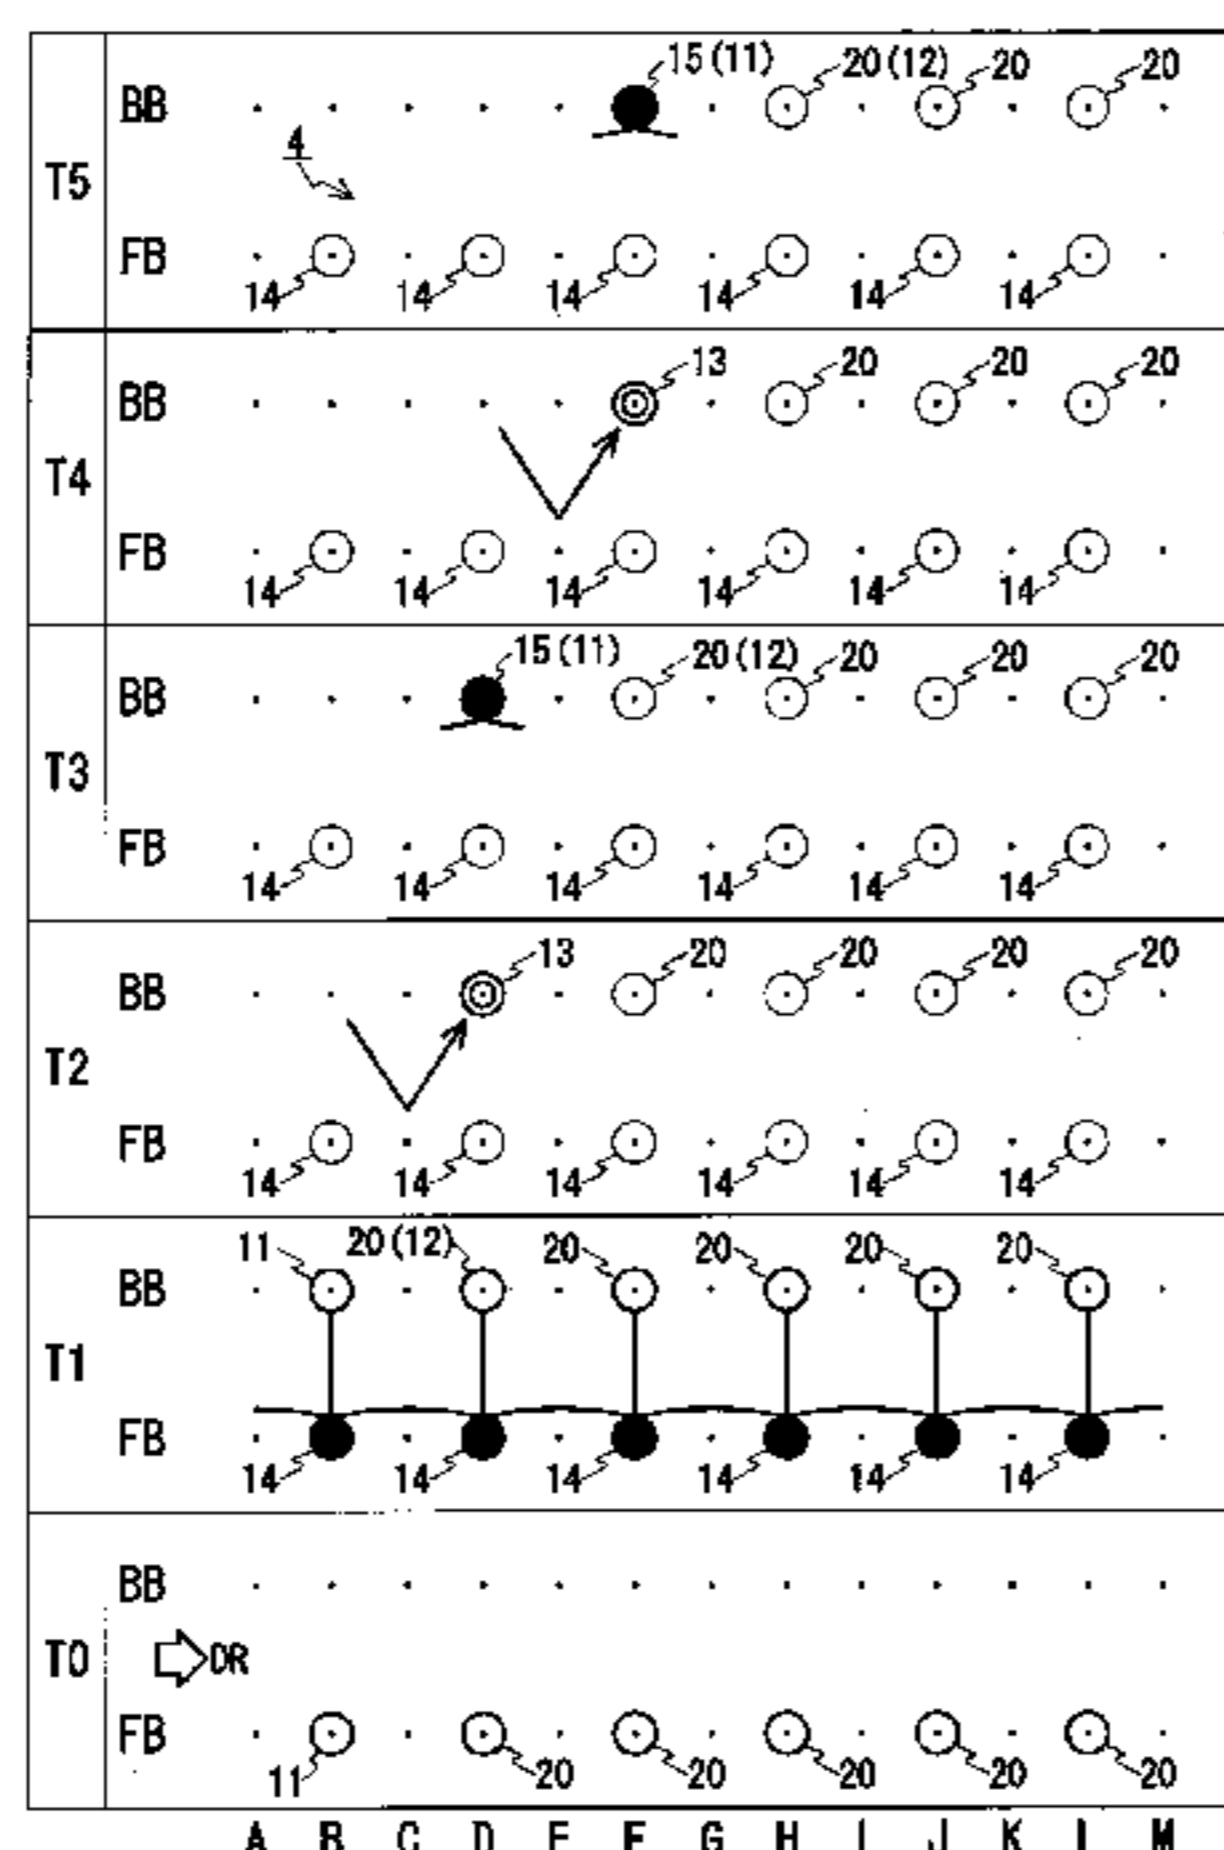 15(11) 20(12) 20 20
BB
4
T5
FB
14 14 14 14 14 14
13 20 20 20
BB
T4
FB
14 14 14 14 14 14
15(11) 20(12) 20 20 20
BB
T3
FB
14 14 14 14 14 14
13 20 20 20 20
BB
T2
FB
14 14 14 14 14 14
11 20(12) 20 20 20 20
BB
T1
FB
14 14 14 14 14 14
BB
T0 DR
FB
11 20 20 20 20 20
A B C D E F G H I J K L M